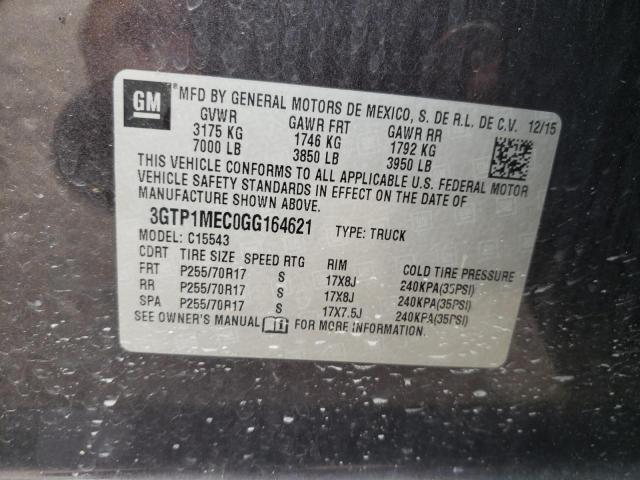 GM ® MFD BY GENERAL MOTORS DE MEXICO, S. DE R.L. DE C.V. 12/15
GVWR GAWR FRT GAWR RR
3175 KG 1746 KG 1792 KG
7000 LB 3850 LB 3950 LB
THIS VEHICLE CONFORMS TO ALL APPLICABLE U.S. FEDERAL MOTOR
VEHICLE SAFETY STANDARDS IN EFFECT ON THE DATE OF
MANUFACTURE SHOWN ABOVE.
3GTP1MEC0GG164621 TYPE: TRUCK
MODEL: C15543
CDRT TIRE SIZE SPEED RTG RIM COLD TIRE PRESSURE
FRT P255/70R17 S 17X8J 240KPA(35PSI)
RR P255/70R17 S 17X8J 240KPA(35PSI)
SPA P255/70R17 S 17X7.5J 240KPA(35PSI)
SEE OWNER'S MANUAL FOR MORE INFORMATION.